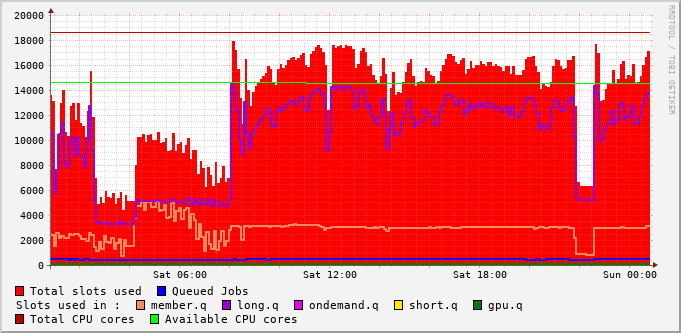 20000
18000
16000
14000
12000
10000
8000
6000
4000
2000
0
Sat 06:00 Sat 12:00 Sat 18:00 Sun 00:00
RRDTOOL / TOBI OETIKER
Total slots used Queued Jobs
Slots used in : member.q long.q ondemand.q short.q gpu.q
Total CPU cores Available CPU cores